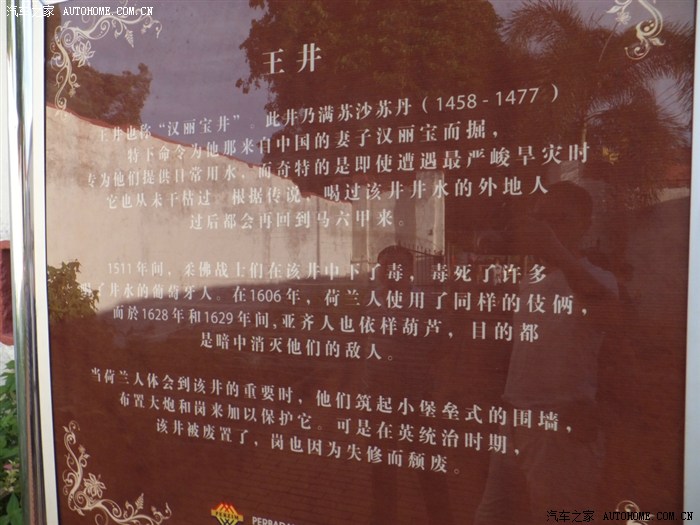 汽车之家 AUTOHOME.COM.CN
王井
王井也称“汉丽宝井”。此井乃满苏沙苏丹(1458 - 1477)
特下命令为他那来自中国的妻子汉丽宝而掘，
专为他们提供日常用水，而奇特的是即使遭遇最严峻旱灾时
它也从未干枯过。根据传说，喝过该井井水的外地人
过后都会再回到马六甲来。
1511年间，柔佛战士们在该井中下了毒，毒死了许多
了井水的葡萄牙人。在1606年，荷兰人使用了同样的伎俩，
而於1628年和1629年间，亚齐人也依样葫芦，目的都
是暗中消灭他们的敌人。
当荷兰人体会到该井的重要时，他们筑起小堡垒式的围墙，
布置大炮和岗来加以保护它。可是在英统治时期，
该井被废置了，岗也因为失修而颓废。
PERBADA
汽车之家 AUTOHOME.COM.CN